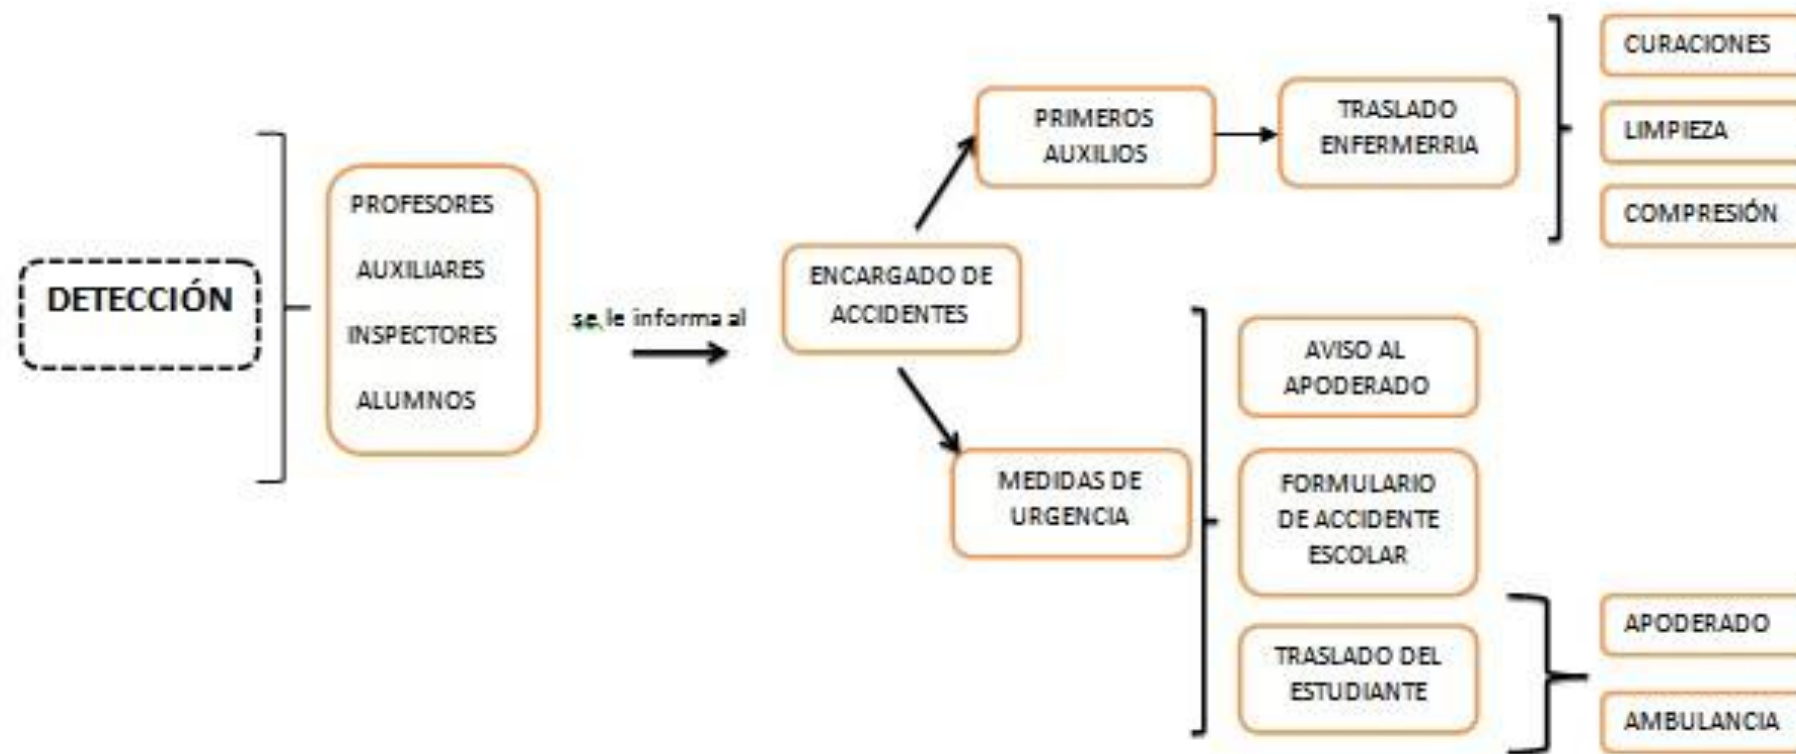 DETECCIÓN
PROFESORES
AUXILIARES
INSPECTORES
ALUMNOS
se le informa al
ENCARGADO DE
ACCIDENTES
PRIMEROS
AUXILIOS
TRASLADO
ENFERMERRIA
CURACIONES
LIMPIEZA
COMPRESIÓN
MEDIDAS DE
URGENCIA
AVISO AL
APODERADO
FORMULARIO
DE ACCIDENTE
ESCOLAR
TRASLADO DEL
ESTUDIANTE
APODERADO
AMBULANCIA